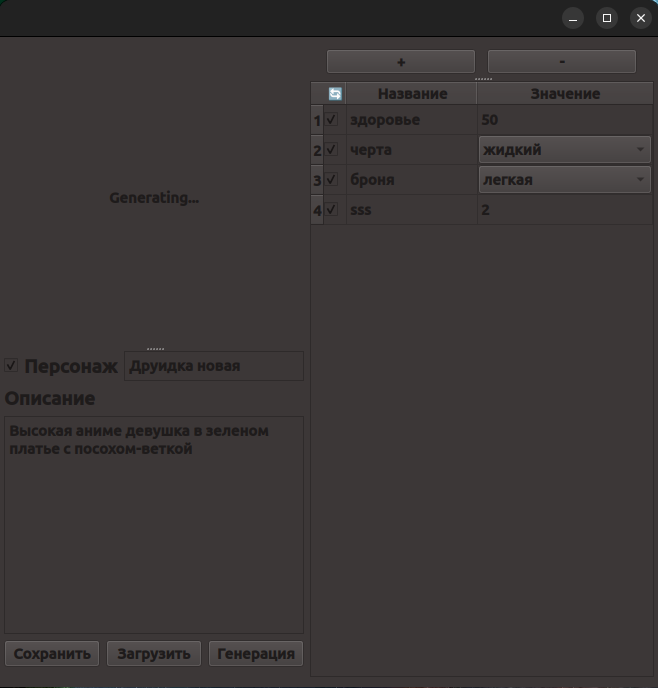 + -
Название Значение
1 здоровье 50
2 черта жидкий
3 броня легкая
4 sss 2
Generating...
Персонаж Друидка новая
Описание
Высокая аниме девушка в зеленом
платье с посохом-веткой
Сохранить Загрузить Генерация